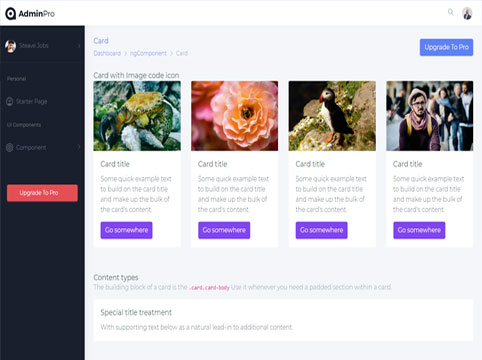 AdminPro
Steave Jobs
Personal
Starter Page
UI Components
Component
Upgrade To Pro
Card
Dashcard > ngComponent > Card
Upgrade To Pro
Card with Image code icon
Card title
Some quick example text
to build on the card title
and make up the bulk of
the card's content.
Go somewhere
Card title
Some quick example text
to build on the card title
and make up the bulk of
the card's content.
Go somewhere
Card title
Some quick example text
to build on the card title
and make up the bulk of
the card's content.
Go somewhere
Card title
Some quick example text
to build on the card title
and make up the bulk of
the card's content.
Go somewhere
Content types
The building block of a card is the .card.card-body Use it whenever you need a padded section within a card.
Special title treatment
With supporting text below as a natural lead-in to additional content.